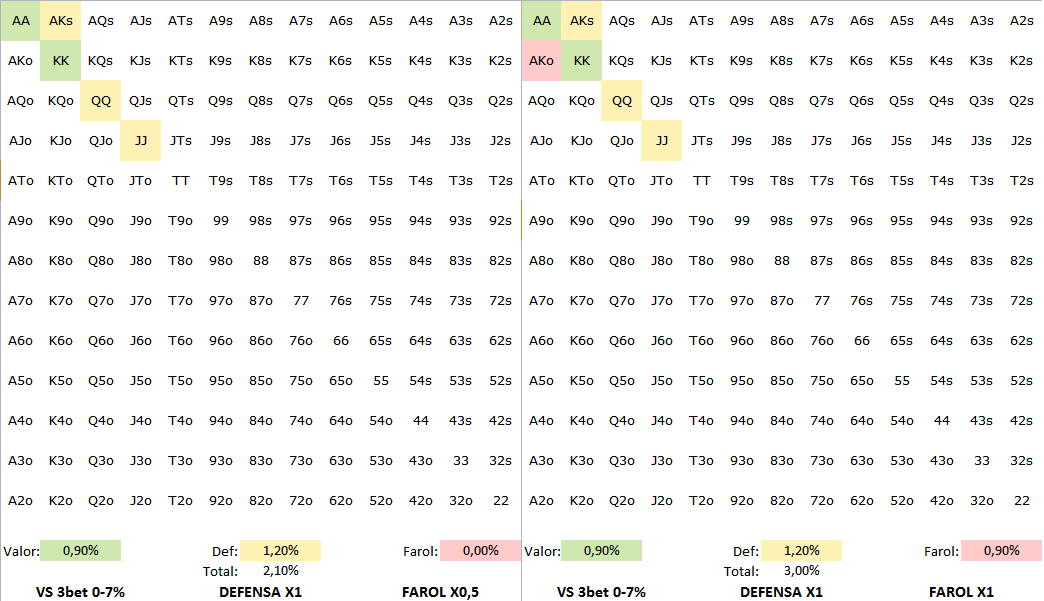 AA AKs AQs AJs ATs A9s A8s A7s A6s A5s A4s A3s A2s AA AKs AQs AJs ATs A9s A8s A7s A6s A5s A4s A3s A2s
AKo KK KQs KJs KTs K9s K8s K7s K6s K5s K4s K3s K2s AKo KK KQs KJs KTs K9s K8s K7s K6s K5s K4s K3s K2s
AQo KQo QQ QJs QTs Q9s Q8s Q7s Q6s Q5s Q4s Q3s Q2s AQo KQo QQ QJs QTs Q9s Q8s Q7s Q6s Q5s Q4s Q3s Q2s
AJo KJo QJo JJ JTs J9s J8s J7s J6s J5s J4s J3s J2s AJo KJo QJo JJ JTs J9s J8s J7s J6s J5s J4s J3s J2s
ATo KTo QTo JTo TT T9s T8s T7s T6s T5s T4s T3s T2s ATo KTo QTo JTo TT T9s T8s T7s T6s T5s T4s T3s T2s
A9o K9o Q9o J9o T9o 99 98s 97s 96s 95s 94s 93s 92s A9o K9o Q9o J9o T9o 99 98s 97s 96s 95s 94s 93s 92s
A8o K8o Q8o J8o T8o 98o 88 87s 86s 85s 84s 83s 82s A8o K8o Q8o J8o T8o 98o 88 87s 86s 85s 84s 83s 82s
A7o K7o Q7o J7o T7o 97o 87o 77 76s 75s 74s 73s 72s A7o K7o Q7o J7o T7o 97o 87o 77 76s 75s 74s 73s 72s
A6o K6o Q6o J6o T6o 96o 86o 76o 66 65s 64s 63s 62s A6o K6o Q6o J6o T6o 96o 86o 76o 66 65s 64s 63s 62s
A5o K5o Q5o J5o T5o 95o 85o 75o 65o 55 54s 53s 52s A5o K5o Q5o J5o T5o 95o 85o 75o 65o 55 54s 53s 52s
A4o K4o Q4o J4o T4o 94o 84o 74o 64o 54o 44 43s 42s A4o K4o Q4o J4o T4o 94o 84o 74o 64o 54o 44 43s 42s
A3o K3o Q3o J3o T3o 93o 83o 73o 63o 53o 43o 33 32s A3o K3o Q3o J3o T3o 93o 83o 73o 63o 53o 43o 33 32s
A2o K2o Q2o J2o T2o 92o 82o 72o 62o 52o 42o 32o 22 A2o K2o Q2o J2o T2o 92o 82o 72o 62o 52o 42o 32o 22
Valor: 0,90% Def: 1,20% Farol: 0,00% Valor: 0,90% Def: 1,20% Farol: 0,90%
Total: 2,10% Total: 3,00%
VS 3bet 0-7% DEFENSA X1 FAROL X0,5 VS 3bet 0-7% DEFENSA X1 FAROL X1